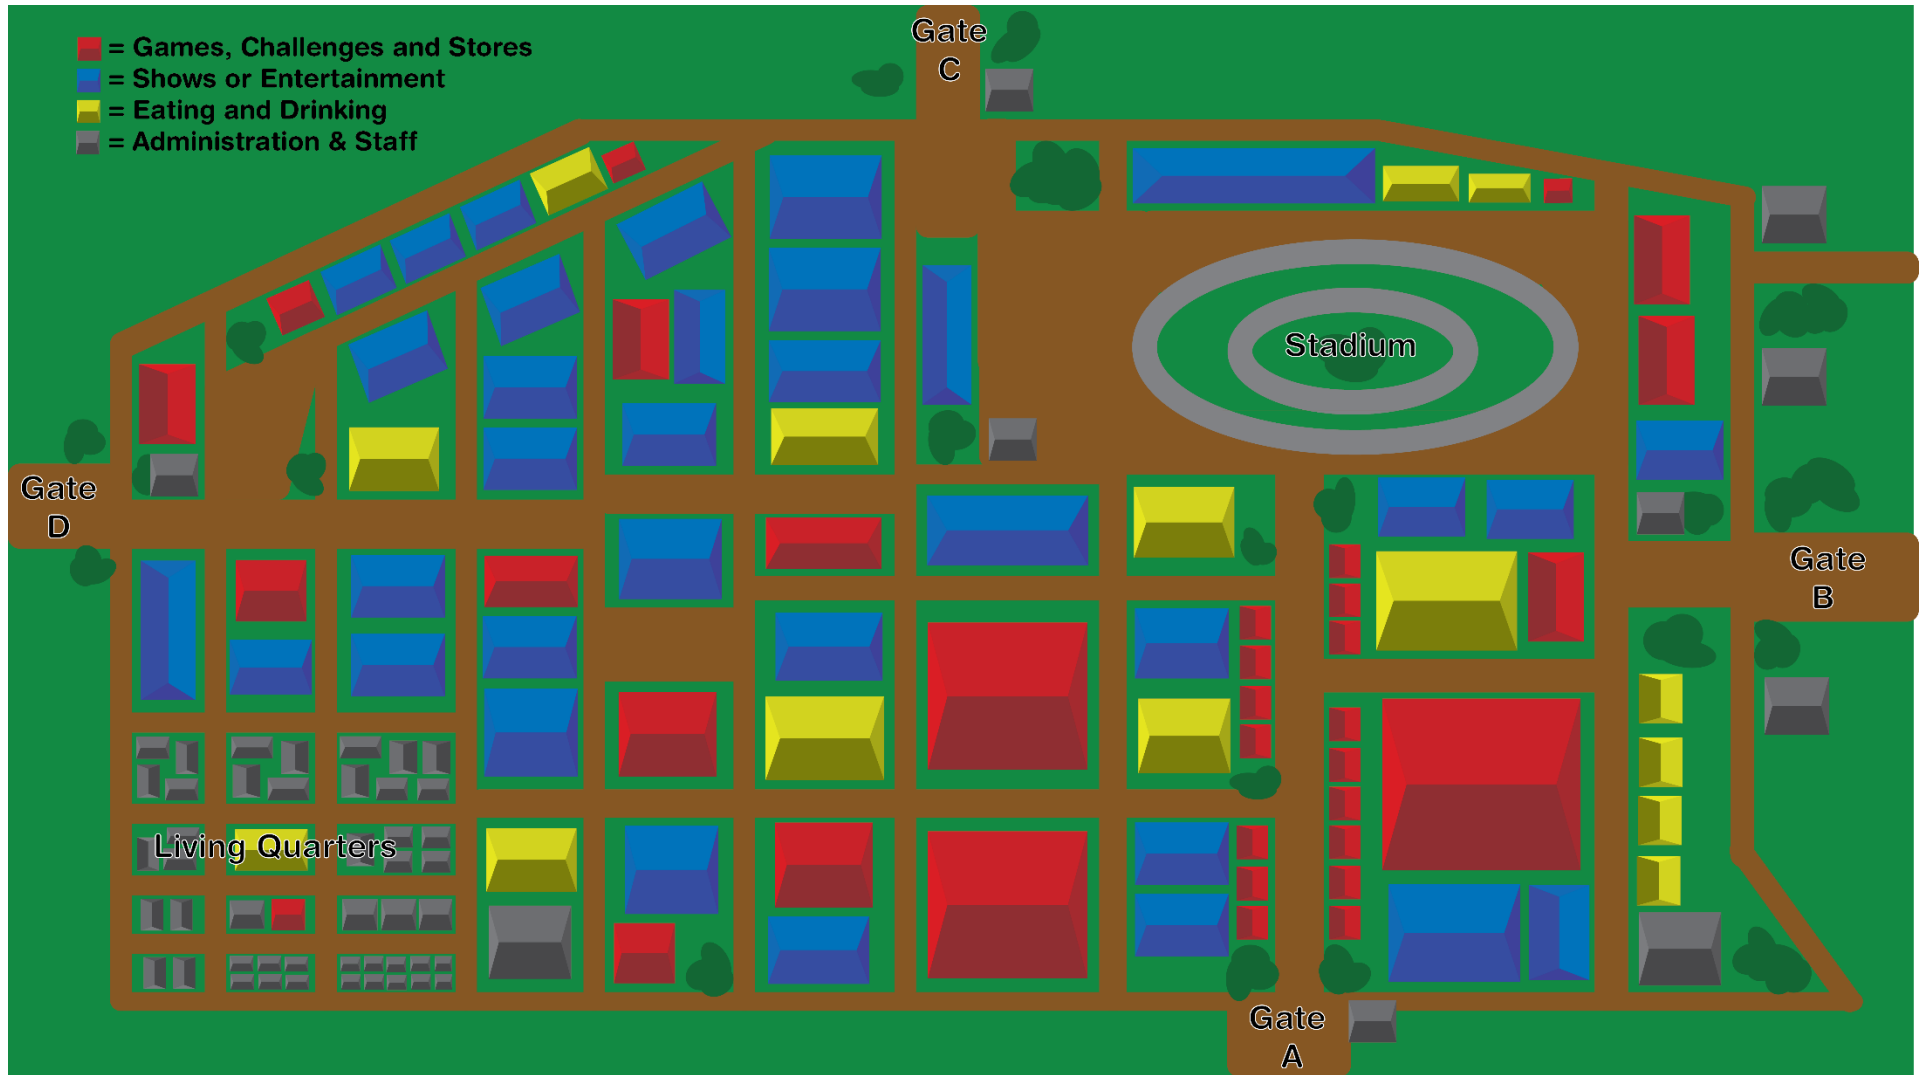 = Games, Challenges and Stores
= Shows or Entertainment
= Eating and Drinking
= Administration & Staff
Gate
C
Stadium
Gate
D
Gate
B
Living Quarters
Gate
A